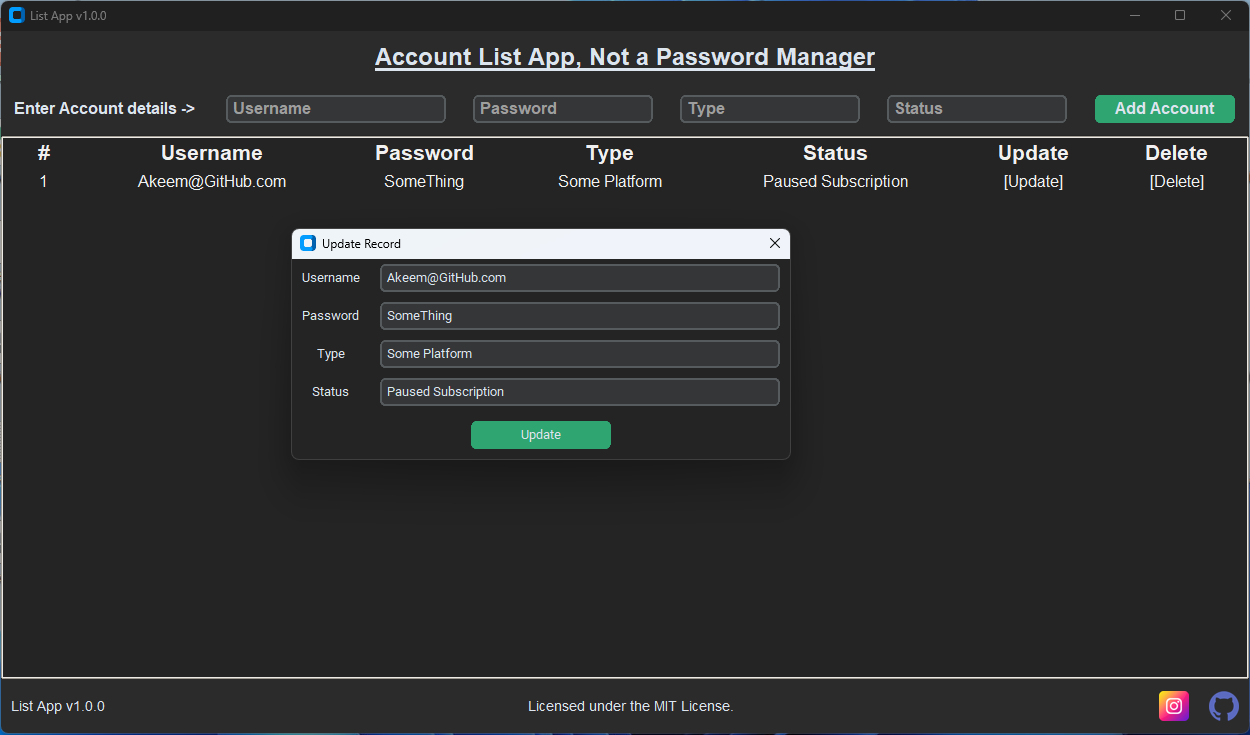 List App v1.0.0
Account List App, Not a Password Manager
Enter Account details -> Username Password Type Status Add Account
# Username Password Type Status Update Delete
1 Akeem@GitHub.com SomeThing Some Platform Paused Subscription [Update] [Delete]
Update Record
Username Akeem@GitHub.com
Password SomeThing
Type Some Platform
Status Paused Subscription
Update
List App v1.0.0 Licensed under the MIT License.